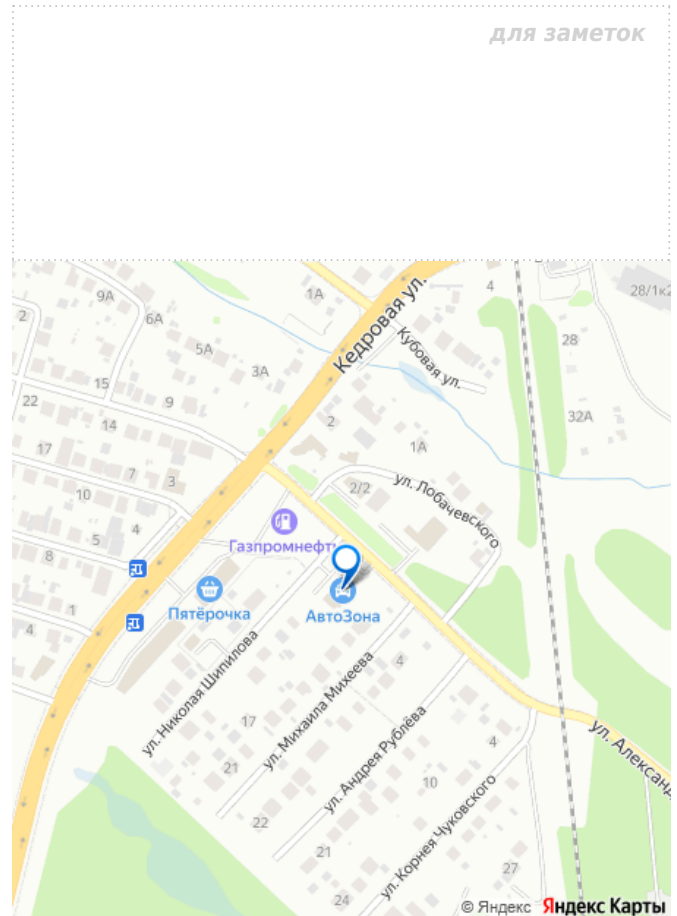 для заметок
Кедровая ул.
4
28/1к2
9А
1А
2
6А
Кубовая ул.
28
5А
3А
15
22
9
32А
14
2
1А
17
7
3
10
2/2
ул. Лобачевского
4
5
Газпромнефть
8
Пятёрочка
АвтоЗона
1
4
ул. Николая Шипилова
ул. Михаила Михеева
4
17
ул. Андрея Рублёва
ул. Александ
4
21
10
ул. Корнея Чуковского
22
21
27
24
© Яндекс Яндекс Карты